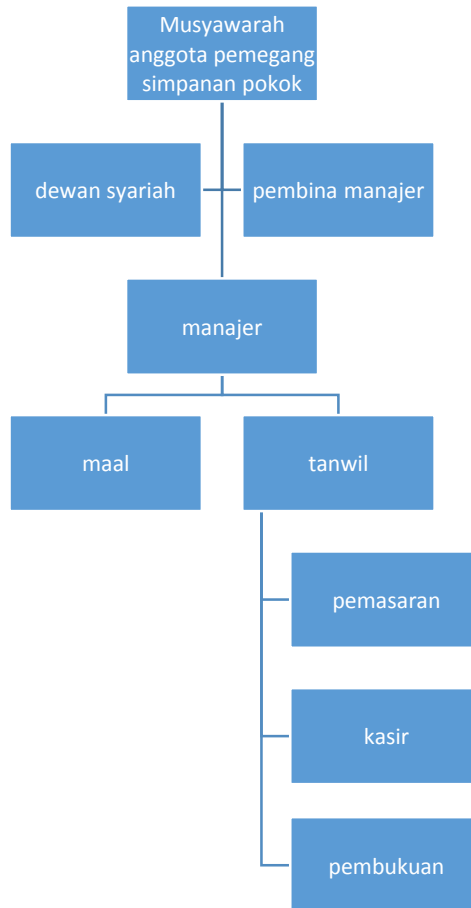 Musyawarah
anggota pemegang
simpanan pokok
dewan syariah
pembina manajer
manajer
maal
tanwil
pemasaran
kasir
pembukuan